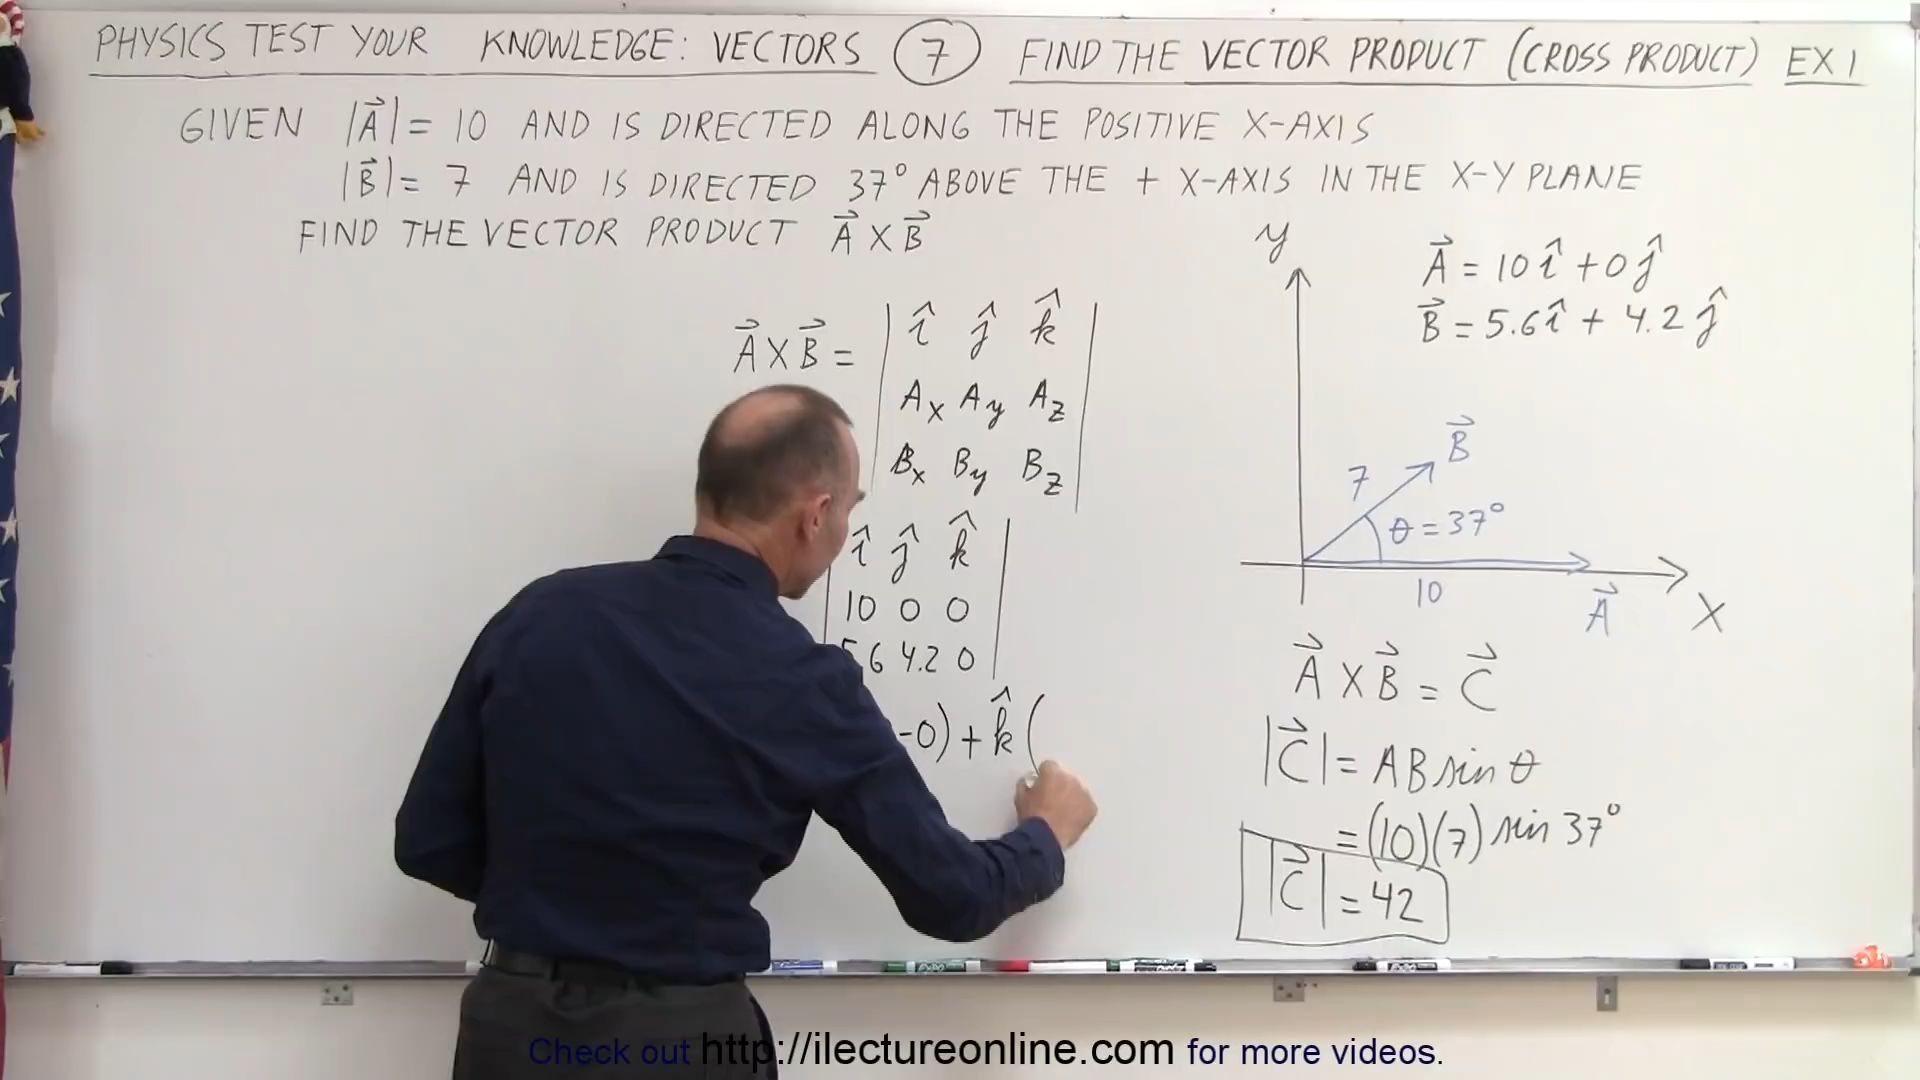 PHYSICS TEST YOUR KNOWLEDGE: VECTORS 7 FIND THE VECTOR PRODUCT (CROSS PRODUCT) EX 1
GIVEN |A⃗| = 10 AND IS DIRECTED ALONG THE POSITIVE X-AXIS
|B⃗| = 7 AND IS DIRECTED 37° ABOVE THE + X-AXIS IN THE X-Y PLANE
FIND THE VECTOR PRODUCT A⃗ X B⃗
A⃗ X B⃗ =
î ĵ k̂
Ax Ay Az
Bx By Bz
î ĵ k̂
10 0 0
5.6 4.2 0
-0) + k̂ (
y
A⃗ = 10 î + 0 ĵ
B⃗ = 5.6 î + 4.2 ĵ
B⃗
7
θ = 37°
10
A⃗
X
A⃗ X B⃗ = C⃗
|C⃗| = AB sin θ
= (10)(7) sin 37°
|C⃗| = 42
EXPO
Check out http://ilectureonline.com for more videos.